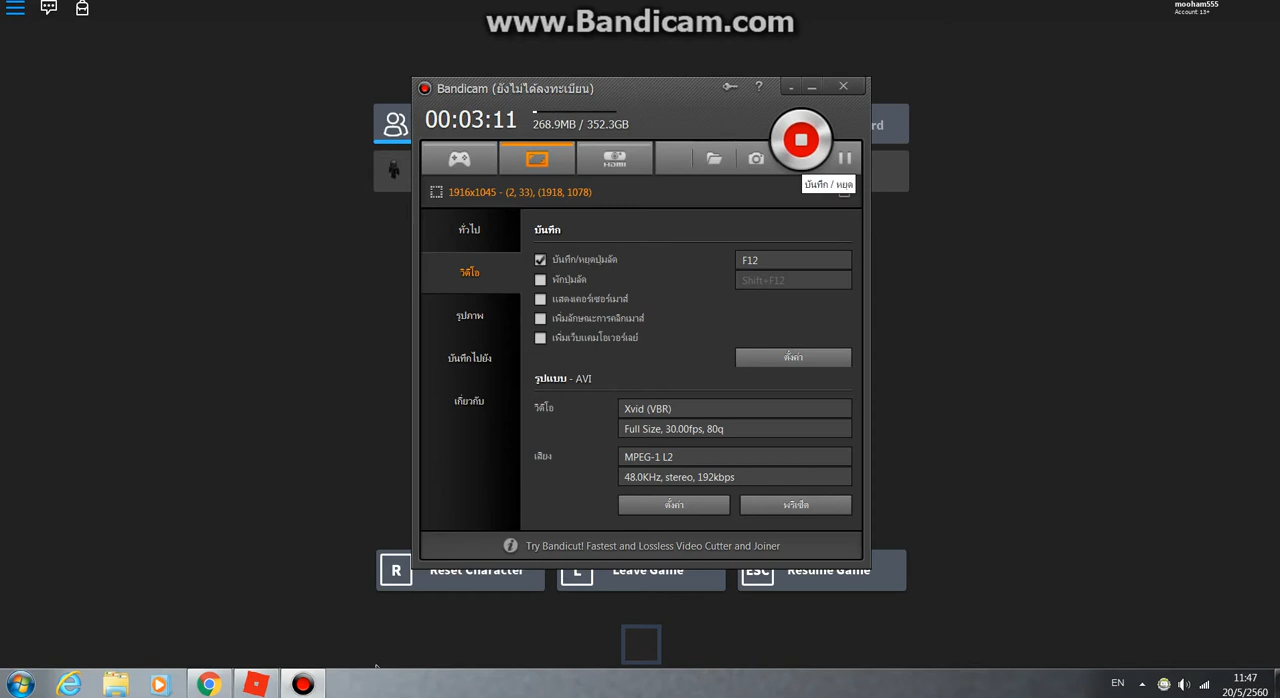 www.Bandicam.com
mooham555
Account: 13+
Bandicam (ยังไม่ได้ลงทะเบียน)
?
00:03:11
268.9MB / 352.3GB
rd
HDMI
บันทึก / หยุด
1916x1045 - (2, 33), (1918, 1078)
ทั่วไป
วิดีโอ
รูปภาพ
บันทึกไปยัง
เกี่ยวกับ
บันทึก
บันทึก/หยุดปุ่มลัด
F12
พักปุ่มลัด
Shift+F12
แสดงเคอร์เซอร์เมาส์
เพิ่มลักษณะการคลิกเมาส์
เพิ่มเว็บแคมโอเวอร์เลย์
ตั้งค่า
รูปแบบ - AVI
วิดีโอ
Xvid (VBR)
Full Size, 30.00fps, 80q
เสียง
MPEG-1 L2
48.0KHz, stereo, 192kbps
ตั้งค่า
พรีเซ็ต
Try Bandicut! Fastest and Lossless Video Cutter and Joiner
R Reset Character
L Leave Game
ESC Resume Game
EN
11:47
20/5/2560